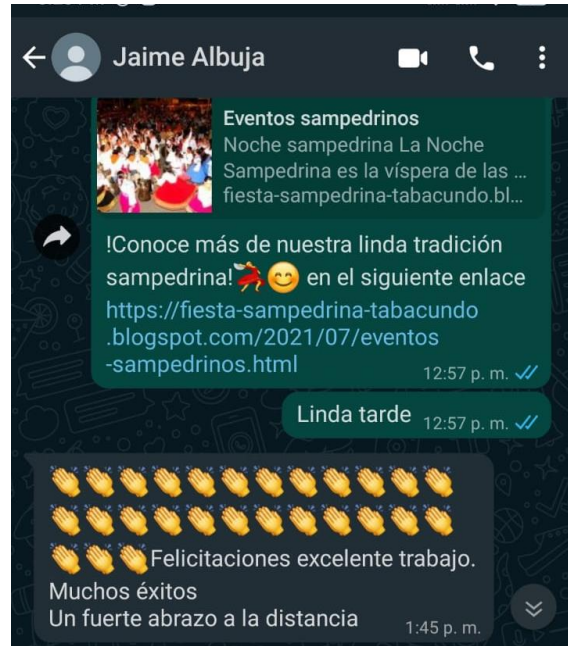 Jaime Albuja
Eventos sampedrinos
Noche sampedrina La Noche
Sampedrina es la víspera de las ...
fiesta-sampedrina-tabacundo.bl...
!Conoce más de nuestra linda tradición
sampedrina!💃😊 en el siguiente enlace
https://fiesta-sampedrina-tabacundo
.blogspot.com/2021/07/eventos
-sampedrinos.html
12:57 p. m.
Linda tarde 12:57 p. m.
👏👏👏👏👏👏👏👏👏👏👏👏
👏👏👏👏👏👏👏👏👏👏👏👏
👏👏👏Felicitaciones excelente trabajo.
Muchos éxitos
Un fuerte abrazo a la distancia
1:45 p. m.